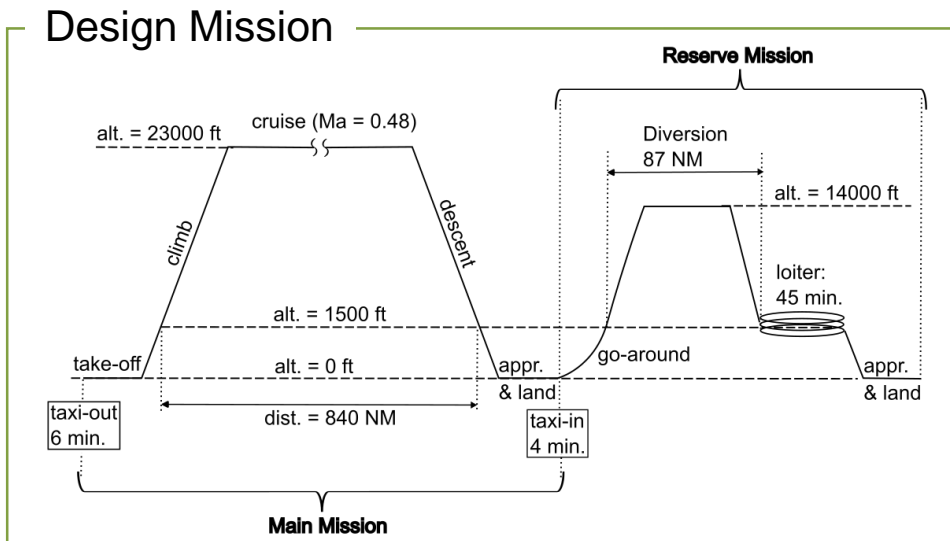 Design Mission
Reserve Mission
cruise (Ma = 0.48)
alt. = 23000 ft
Diversion
87 NM
alt. = 14000 ft
climb
descent
loiter:
45 min.
alt. = 1500 ft
go-around
take-off
alt. = 0 ft
appr.
& land
appr.
& land
taxi-out
6 min.
dist. = 840 NM
taxi-in
4 min.
Main Mission